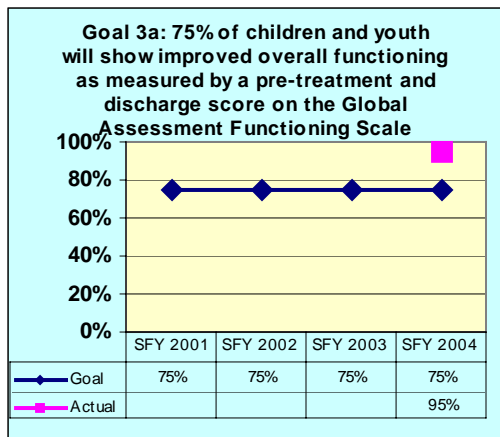 Goal 3a: 75% of children and youth
will show improved overall functioning
as measured by a pre-treatment and
discharge score on the Global
Assessment Functioning Scale
100%
80%
60%
40%
20%
0%
SFY 2001 SFY 2002 SFY 2003 SFY 2004
Goal 75% 75% 75% 75%
Actual 95%